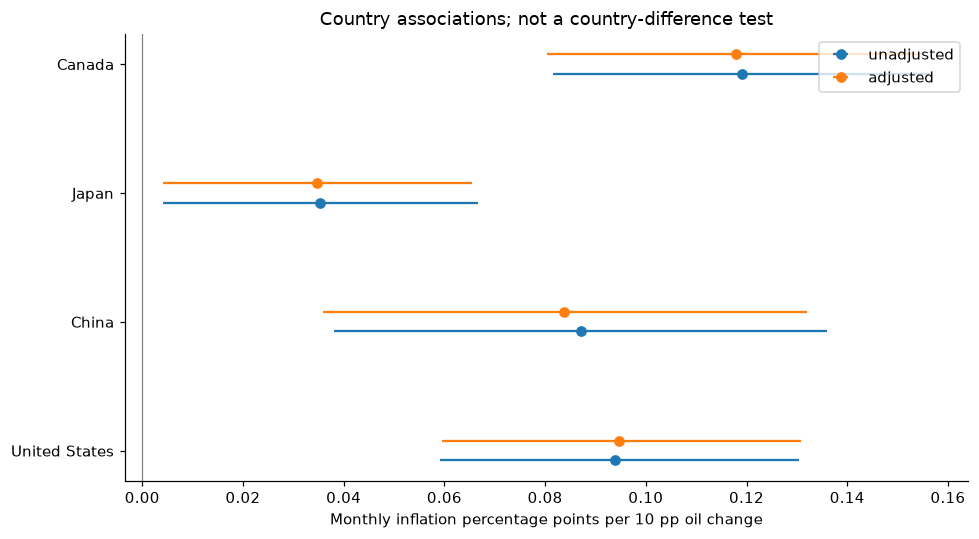 Country associations; not a country-difference test
Canada
Japan
China
United States
unadjusted
adjusted
0.00 0.02 0.04 0.06 0.08 0.10 0.12 0.14 0.16
Monthly inflation percentage points per 10 pp oil change